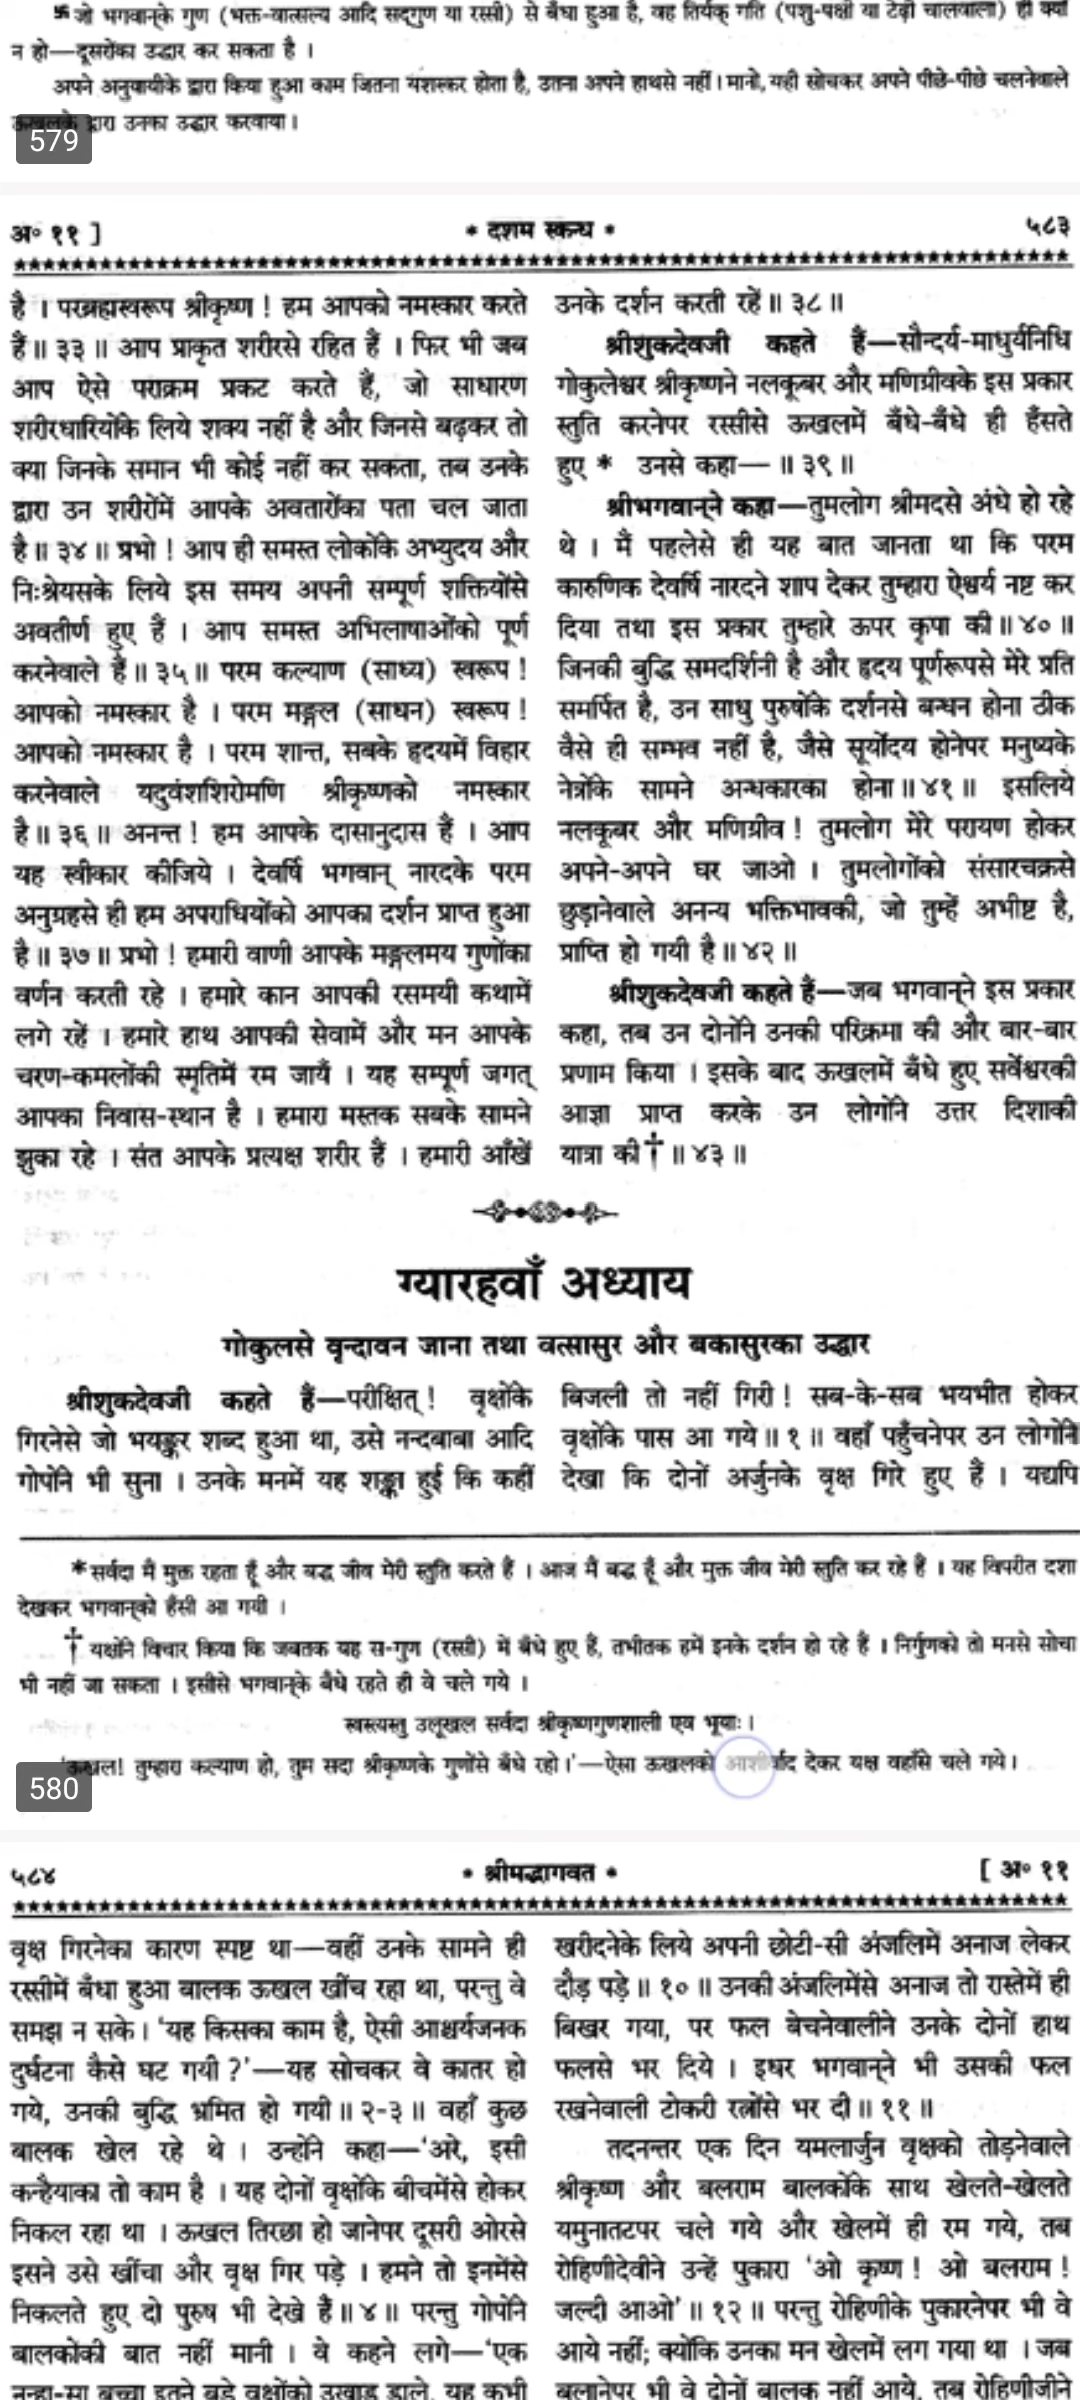 卐 जो भगवान्‌के गुण (भक्त-वात्सल्य आदि सद्‌गुण या रस्सी) से बँधा हुआ है, वह तिर्यक् गति (पशु-पक्षी या टेढ़ी चालवाला) ही क्यों
न हो—दूसरोंका उद्धार कर सकता है ।
अपने अनुयायीके द्वारा किया हुआ काम जितना यशस्कर होता है, उतना अपने हाथसे नहीं । मानो, यही सोचकर अपने पीछे-पीछे चलनेवाले
ऊखलके द्वारा उनका उद्धार करवाया ।
579
अ० ११ ]
* दशम स्कन्ध *
५८३
है । परब्रह्मस्वरूप श्रीकृष्ण ! हम आपको नमस्कार करते
हैं ॥ ३३ ॥ आप प्राकृत शरीरसे रहित हैं । फिर भी जब
आप ऐसे पराक्रम प्रकट करते हैं, जो साधारण
शरीरधारियोंके लिये शक्य नहीं है और जिनसे बढ़कर तो
क्या जिनके समान भी कोई नहीं कर सकता, तब उनके
द्वारा उन शरीरोंमें आपके अवतारोंका पता चल जाता
है ॥ ३४ ॥ प्रभो ! आप ही समस्त लोकोंके अभ्युदय और
निःश्रेयसके लिये इस समय अपनी सम्पूर्ण शक्तियोंसे
अवतीर्ण हुए हैं । आप समस्त अभिलाषाओंको पूर्ण
करनेवाले हैं ॥ ३५ ॥ परम कल्याण (साध्य) स्वरूप !
आपको नमस्कार है । परम मङ्गल (साधन) स्वरूप !
आपको नमस्कार है । परम शान्त, सबके हृदयमें विहार
करनेवाले यदुवंशशिरोमणि श्रीकृष्णको नमस्कार
है ॥ ३६ ॥ अनन्त ! हम आपके दासानुदास हैं । आप
यह स्वीकार कीजिये । देवर्षि भगवान् नारदके परम
अनुग्रहसे ही हम अपराधियोंको आपका दर्शन प्राप्त हुआ
है ॥ ३७ ॥ प्रभो ! हमारी वाणी आपके मङ्गलमय गुणोंका
वर्णन करती रहे । हमारे कान आपकी रसमयी कथामें
लगे रहें । हमारे हाथ आपकी सेवामें और मन आपके
चरण-कमलोंकी स्मृतिमें रम जायँ । यह सम्पूर्ण जगत्
आपका निवास-स्थान है । हमारा मस्तक सबके सामने
झुका रहे । संत आपके प्रत्यक्ष शरीर हैं । हमारी आँखें
उनके दर्शन करती रहें ॥ ३८ ॥
श्रीशुकदेवजी कहते हैं—सौन्दर्य-माधुर्यनिधि
गोकुलेश्वर श्रीकृष्णने नलकूबर और मणिग्रीवके इस प्रकार
स्तुति करनेपर रस्सीसे ऊखलमें बँधे-बँधे ही हँसते
हुए * उनसे कहा— ॥ ३९ ॥
श्रीभगवान्‌ने कहा—तुमलोग श्रीमदसे अंधे हो रहे
थे । मैं पहलेसे ही यह बात जानता था कि परम
कारुणिक देवर्षि नारदने शाप देकर तुम्हारा ऐश्वर्य नष्ट कर
दिया तथा इस प्रकार तुम्हारे ऊपर कृपा की ॥ ४० ॥
जिनकी बुद्धि समदर्शिनी है और हृदय पूर्णरूपसे मेरे प्रति
समर्पित है, उन साधु पुरुषोंके दर्शनसे बन्धन होना ठीक
वैसे ही सम्भव नहीं है, जैसे सूर्योदय होनेपर मनुष्यके
नेत्रोंके सामने अन्धकारका होना ॥ ४१ ॥ इसलिये
नलकूबर और मणिग्रीव ! तुमलोग मेरे परायण होकर
अपने-अपने घर जाओ । तुमलोगोंको संसारचक्रसे
छुड़ानेवाले अनन्य भक्तिभावकी, जो तुम्हें अभीष्ट है,
प्राप्ति हो गयी है ॥ ४२ ॥
श्रीशुकदेवजी कहते हैं—जब भगवान्‌ने इस प्रकार
कहा, तब उन दोनोंने उनकी परिक्रमा की और बार-बार
प्रणाम किया । इसके बाद ऊखलमें बँधे हुए सर्वेश्वरकी
आज्ञा प्राप्त करके उन लोगोंने उत्तर दिशाकी
यात्रा की † ॥ ४३ ॥
ग्यारहवाँ अध्याय
गोकुलसे वृन्दावन जाना तथा वत्सासुर और बकासुरका उद्धार
श्रीशुकदेवजी कहते हैं—परीक्षित् ! वृक्षोंके
गिरनेसे जो भयङ्कर शब्द हुआ था, उसे नन्दबाबा आदि
गोपोंने भी सुना । उनके मनमें यह शङ्का हुई कि कहीं
बिजली तो नहीं गिरी ! सब-के-सब भयभीत होकर
वृक्षोंके पास आ गये ॥ १ ॥ वहाँ पहुँचनेपर उन लोगोंने
देखा कि दोनों अर्जुनके वृक्ष गिरे हुए हैं । यद्यपि
* सर्वदा मैं मुक्त रहता हूँ और बद्ध जीव मेरी स्तुति करते हैं । आज मैं बद्ध हूँ और मुक्त जीव मेरी स्तुति कर रहे हैं । यह विपरीत दशा
देखकर भगवान्‌को हँसी आ गयी ।
† यक्षोंने विचार किया कि जबतक यह स-गुण (रस्सी) में बँधे हुए हैं, तभीतक हमें इनके दर्शन हो रहे हैं । निर्गुणको तो मनसे सोचा
भी नहीं जा सकता । इसीसे भगवान्‌के बँधे रहते ही वे चले गये ।
स्वस्त्यस्तु उलूखल सर्वदा श्रीकृष्णगुणशाली एव भूयाः ।
'ऊखल! तुम्हारा कल्याण हो, तुम सदा श्रीकृष्णके गुणोंसे बँधे रहो ।'—ऐसा ऊखलको आशीर्वाद देकर यक्ष वहाँसे चले गये ।
580
५८४
* श्रीमद्भागवत *
[ अ० ११
वृक्ष गिरनेका कारण स्पष्ट था—वहीं उनके सामने ही
रस्सीमें बँधा हुआ बालक ऊखल खींच रहा था, परन्तु वे
समझ न सके । 'यह किसका काम है, ऐसी आश्चर्यजनक
दुर्घटना कैसे घट गयी ?'—यह सोचकर वे कातर हो
गये, उनकी बुद्धि भ्रमित हो गयी ॥ २-३ ॥ वहाँ कुछ
बालक खेल रहे थे । उन्होंने कहा—'अरे, इसी
कन्हैयाका तो काम है । यह दोनों वृक्षोंके बीचमेंसे होकर
निकल रहा था । ऊखल तिरछा हो जानेपर दूसरी ओरसे
इसने उसे खींचा और वृक्ष गिर पड़े । हमने तो इनमेंसे
निकलते हुए दो पुरुष भी देखे हैं ॥ ४ ॥ परन्तु गोपोंने
बालकोंकी बात नहीं मानी । वे कहने लगे—'एक
नन्हा-सा बच्चा इतने बड़े वृक्षोंको उखाड़ डाले, यह कभी
खरीदनेके लिये अपनी छोटी-सी अंजलिमें अनाज लेकर
दौड़ पड़े ॥ १० ॥ उनकी अंजलिमेंसे अनाज तो रास्तेमें ही
बिखर गया, पर फल बेचनेवालीने उनके दोनों हाथ
फलसे भर दिये । इधर भगवान्‌ने भी उसकी फल
रखनेवाली टोकरी रत्नोंसे भर दी ॥ ११ ॥
तदनन्तर एक दिन यमलार्जुन वृक्षको तोड़नेवाले
श्रीकृष्ण और बलराम बालकोंके साथ खेलते-खेलते
यमुनातटपर चले गये और खेलमें ही रम गये, तब
रोहिणीदेवीने उन्हें पुकारा 'ओ कृष्ण ! ओ बलराम !
जल्दी आओ' ॥ १२ ॥ परन्तु रोहिणीके पुकारनेपर भी वे
आये नहीं; क्योंकि उनका मन खेलमें लग गया था । जब
बुलानेपर भी वे दोनों बालक नहीं आये, तब रोहिणीजीने